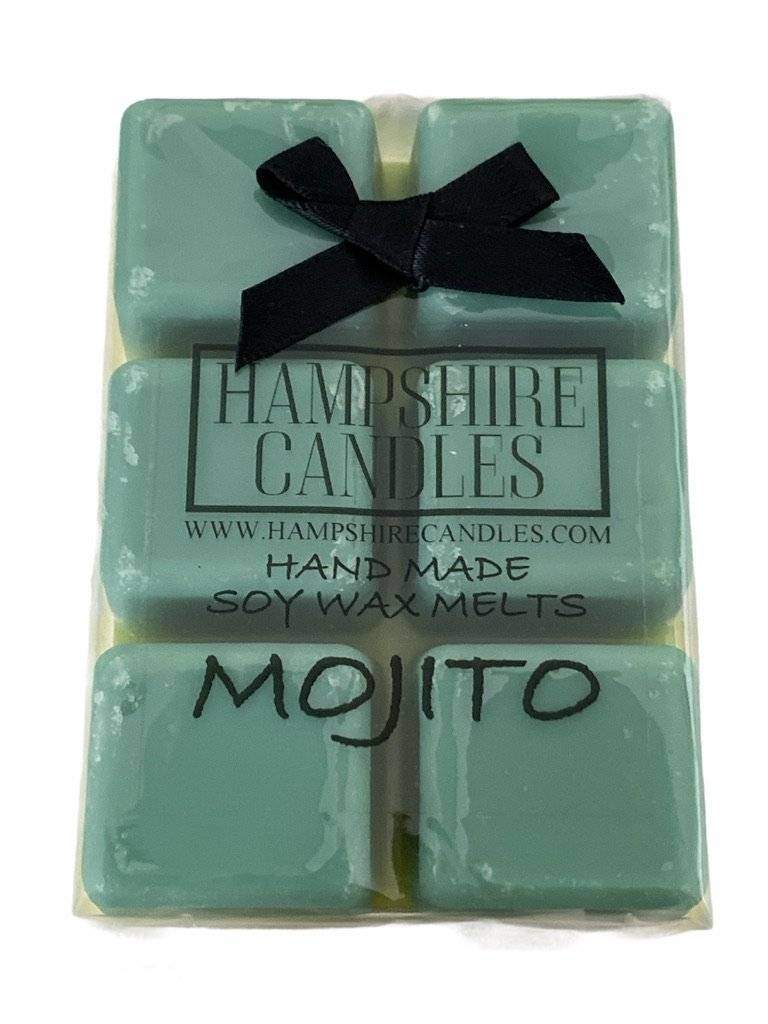 HAMPSHIRE
CANDLES
WWW.HAMPSHIRECANDLES.COM
HAND MADE
SOY WAX MELTS
MOJITO